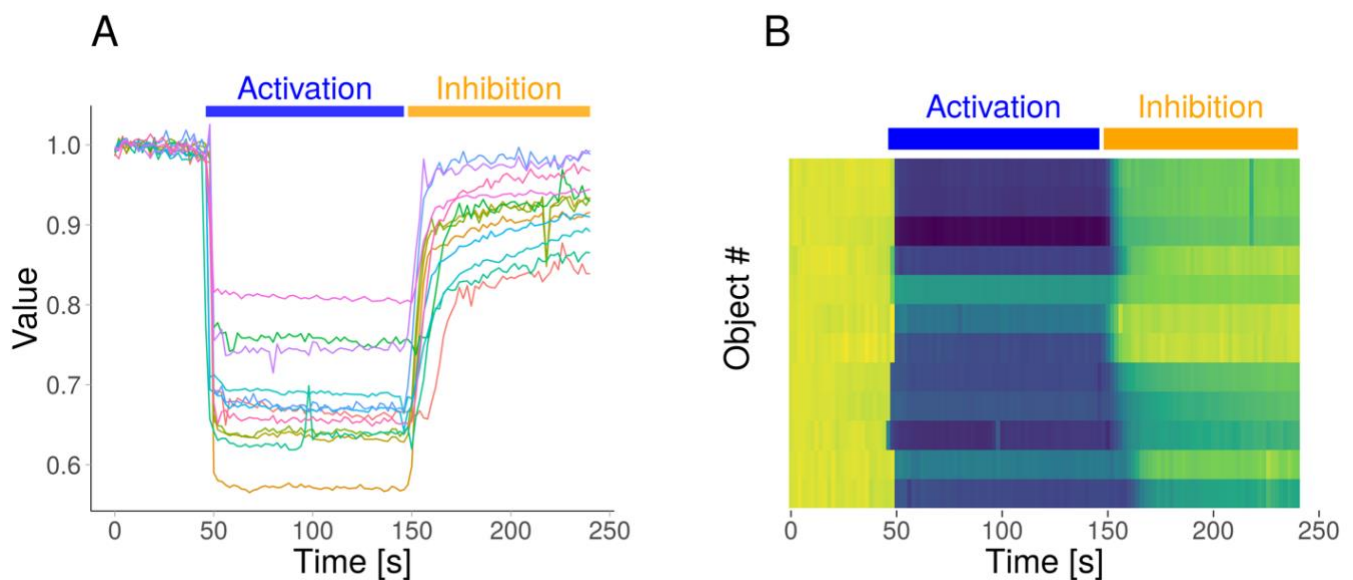 A
Activation Inhibition
1.0
0.9
0.8
0.7
0.6
Value
0 50 100 150 200 250
Time [s]
B
Activation Inhibition
Object #
0 50 100 150 200 250
Time [s]